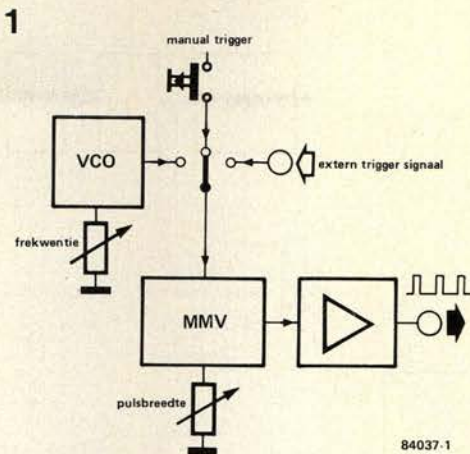 1
manual trigger
VCO
extern trigger signaal
frekwentie
MMV
pulsbreedte
84037-1